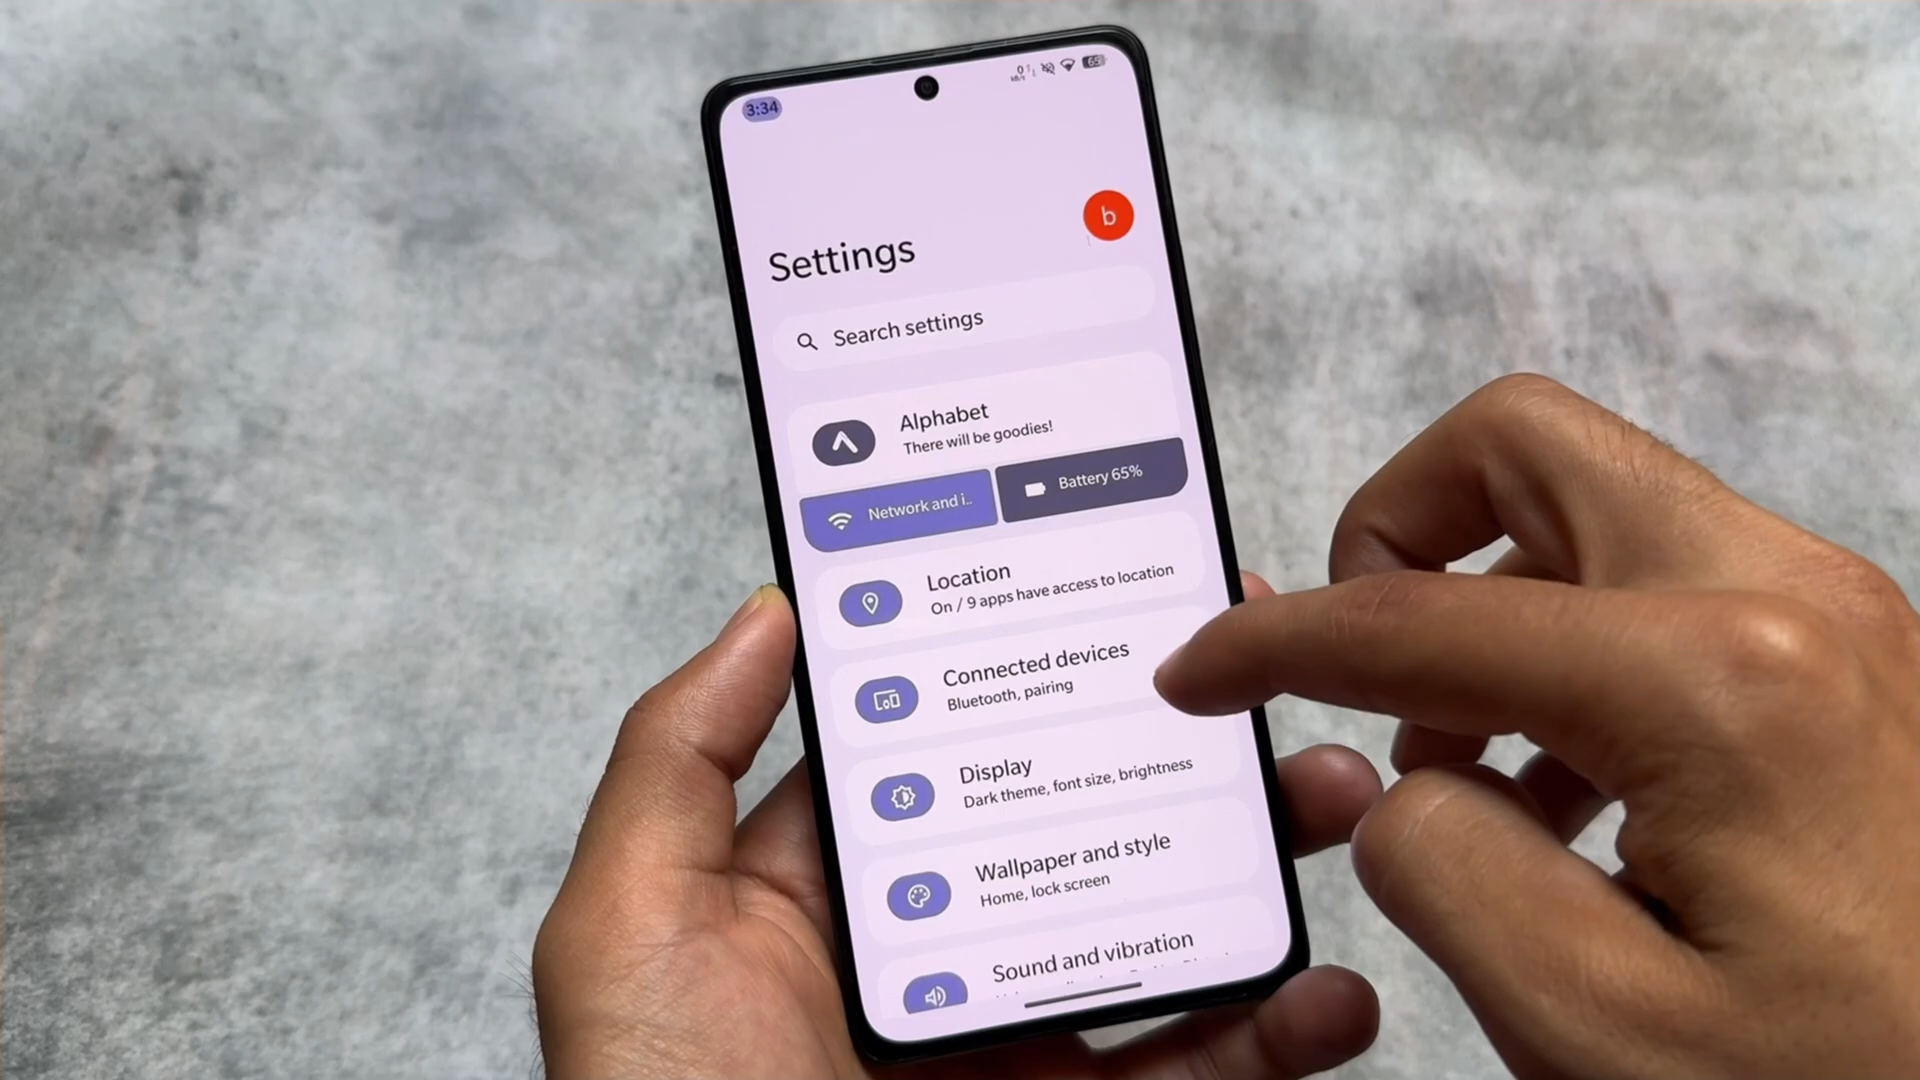 3:34
0
65
b
Settings
Search settings
Alphabet
There will be goodies!
Network and i..
Battery 65%
Location
On / 9 apps have access to location
Connected devices
Bluetooth, pairing
Display
Dark theme, font size, brightness
Wallpaper and style
Home, lock screen
Sound and vibration